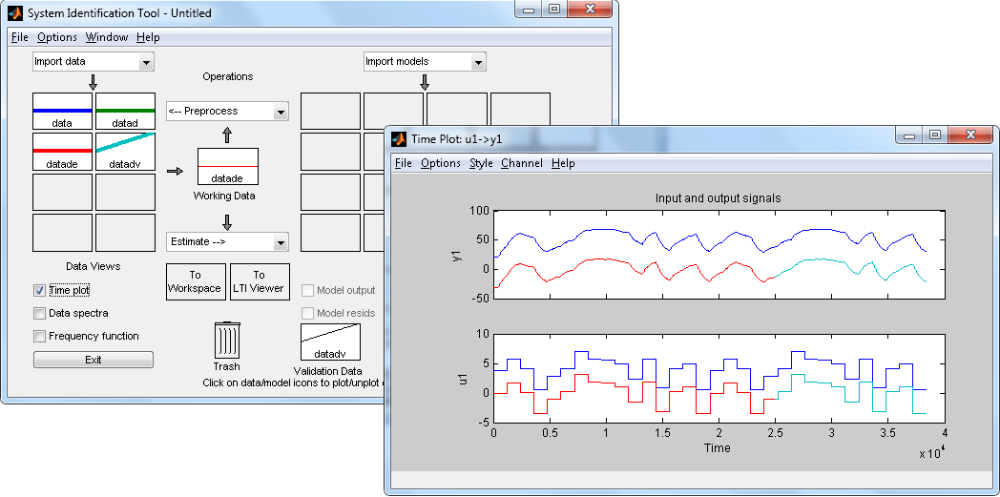 System Identification Tool - Untitled
File Options Window Help
Import data
Import models
Operations
data
datad
<-- Preprocess
datade
datadv
datade
Working Data
Estimate -->
Data Views
To
Workspace
To
LTI Viewer
Time plot
Data spectra
Frequency function
Exit
Model output
Model resids
Trash
datadv
Validation Data
Click on data/model icons to plot/unplot
Time Plot: u1->y1
File Options Style Channel Help
Input and output signals
100
50
0
-50
y1
10
5
0
-5
u1
0 0.5 1 1.5 2 2.5 3 3.5 4
Time
x 10^4